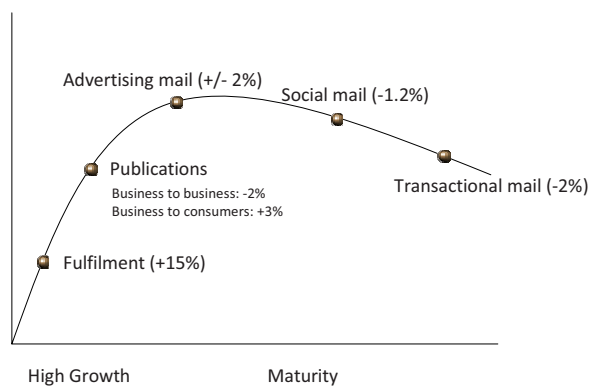 Advertising mail (+/- 2%)
Social mail (-1.2%)
Publications
Business to business: -2%
Business to consumers: +3%
Transactional mail (-2%)
Fulfilment (+15%)
High Growth
Maturity